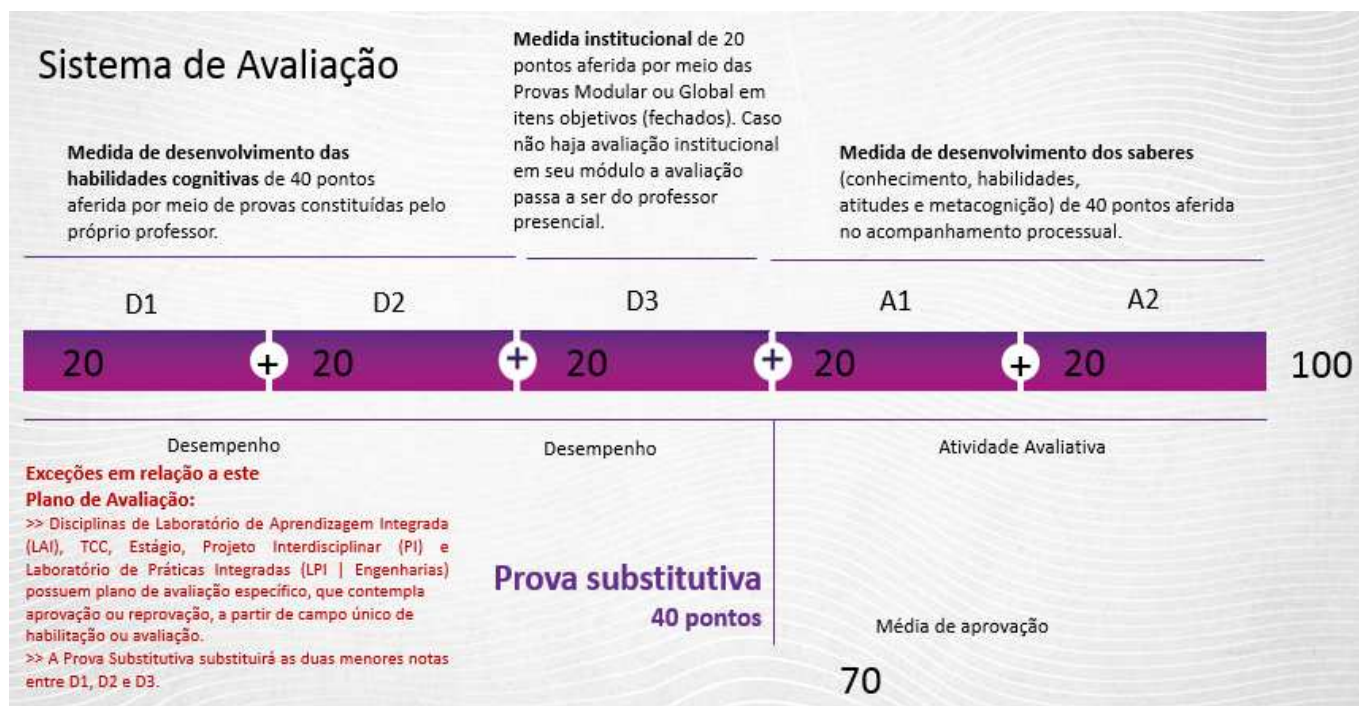 Sistema de Avaliação
Medida de desenvolvimento das
habilidades cognitivas de 40 pontos
aferida por meio de provas constituídas pelo
próprio professor.
Medida institucional de 20
pontos aferida por meio das
Provas Modular ou Global em
itens objetivos (fechados). Caso
não haja avaliação institucional
em seu módulo a avaliação
passa a ser do professor
presencial.
Medida de desenvolvimento dos saberes
(conhecimento, habilidades,
atitudes e metacognição) de 40 pontos aferida
no acompanhamento processual.
D1 D2 D3 A1 A2
20 + 20 + 20 + 20 + 20 100
Desempenho Desempenho Atividade Avaliativa
Exceções em relação a este
Plano de Avaliação:
>> Disciplinas de Laboratório de Aprendizagem Integrada
(LAI), TCC, Estágio, Projeto Interdisciplinar (PI) e
Laboratório de Práticas Integradas (LPI | Engenharias)
possuem plano de avaliação específico, que contempla
aprovação ou reprovação, a partir de campo único de
habilitação ou avaliação.
>> A Prova Substitutiva substituirá as duas menores notas
entre D1, D2 e D3.
Prova substitutiva
40 pontos
Média de aprovação
70